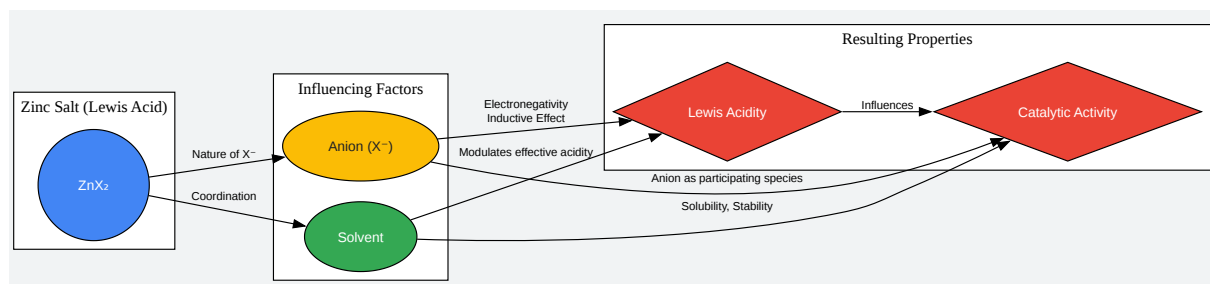 Zinc Salt (Lewis Acid)
ZnX₂
Nature of X⁻
Coordination
Influencing Factors
Anion (X⁻)
Solvent
Electronegativity
Inductive Effect
Modulates effective acidity
Anion as participating species
Solubility, Stability
Resulting Properties
Lewis Acidity
Influences
Catalytic Activity